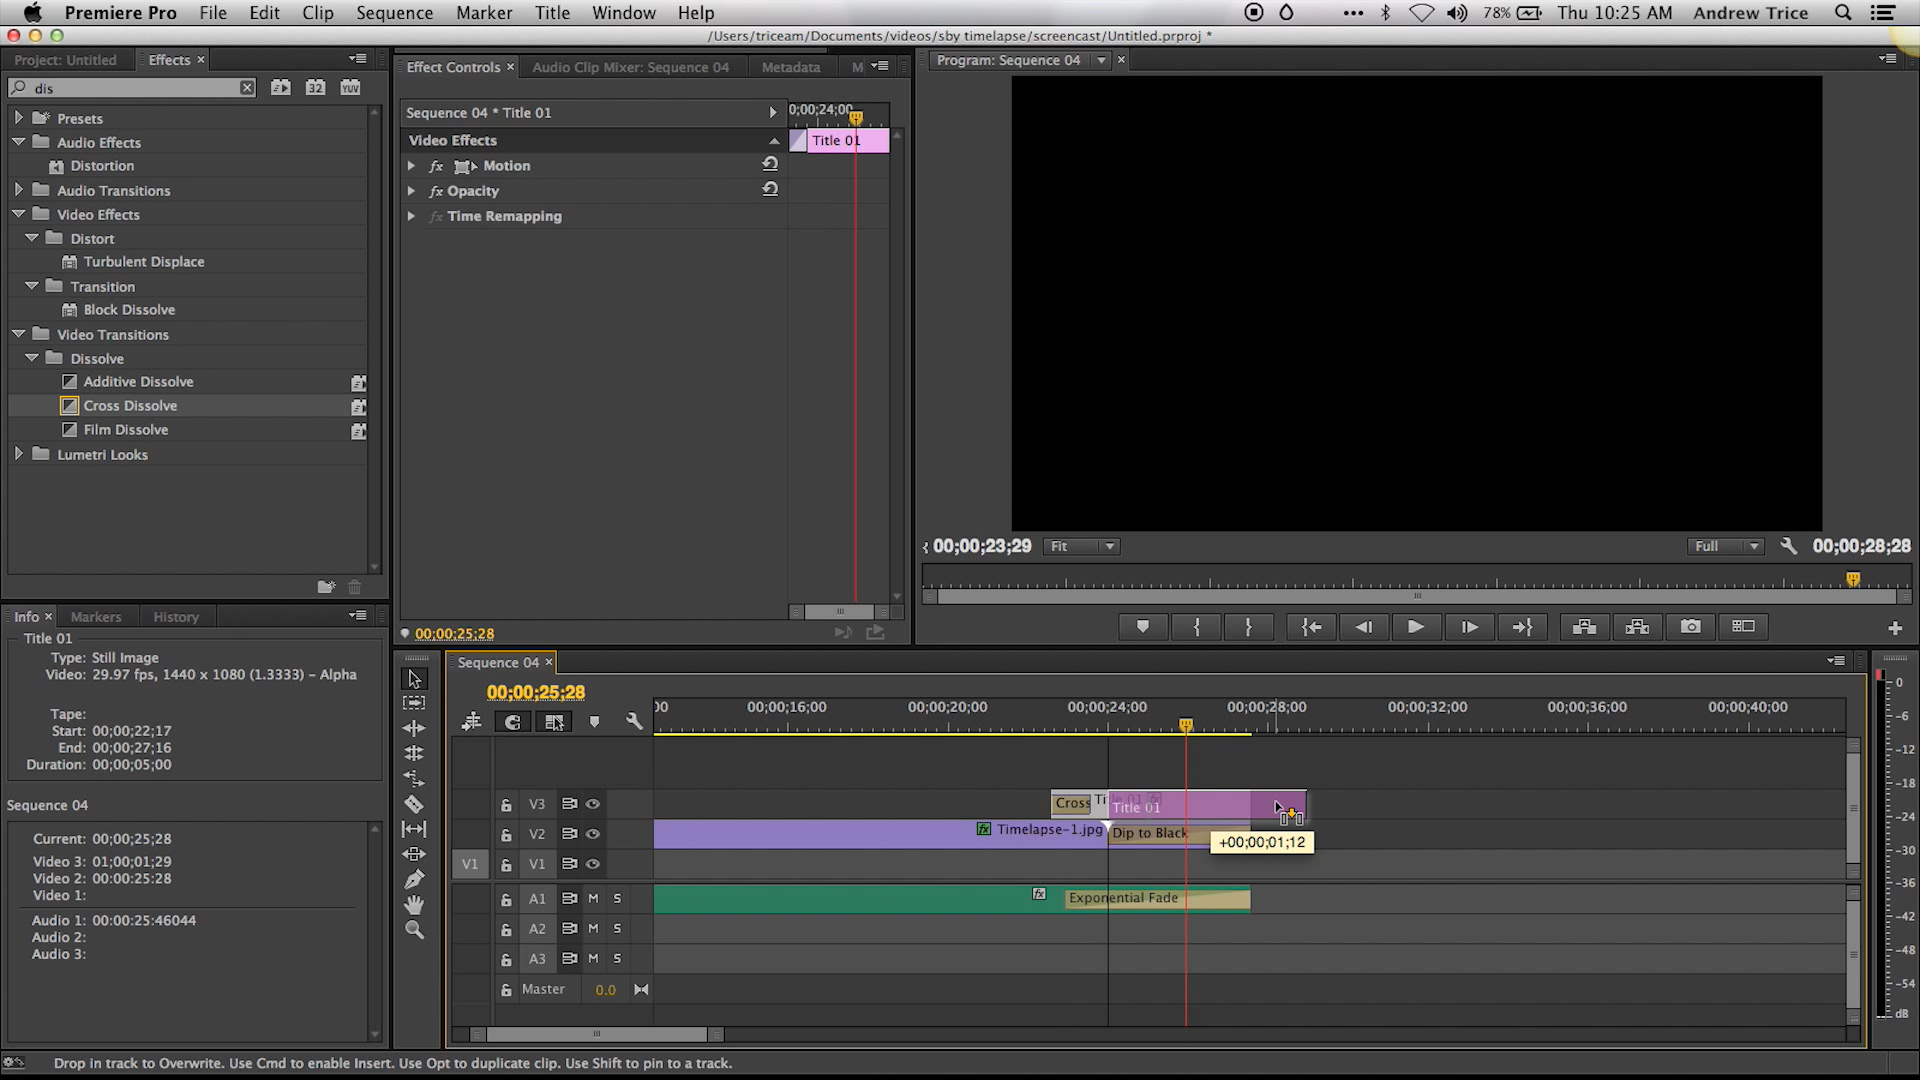 Premiere Pro File Edit Clip Sequence Marker Title Window Help 78% Thu 10:25 AM Andrew Trice
/Users/triceam/Documents/videos/sby timelapse/screencast/Untitled.prproj *
Project: Untitled Effects ×
dis
32 YUV
Presets
Audio Effects
Distortion
Audio Transitions
Video Effects
Distort
Turbulent Displace
Transition
Block Dissolve
Video Transitions
Dissolve
Additive Dissolve
Cross Dissolve
Film Dissolve
Lumetri Looks
Effect Controls × Audio Clip Mixer: Sequence 04 Metadata M
Sequence 04 * Title 01
0;00;24;00
Video Effects
Title 01
fx Motion
fx Opacity
fx Time Remapping
00;00;25;28
Program: Sequence 04 ×
00;00;23;29 Fit Full 00;00;28;28
Info × Markers History
Title 01
Type: Still Image
Video: 29.97 fps, 1440 x 1080 (1.3333) – Alpha
Tape:
Start: 00;00;22;17
End: 00;00;27;16
Duration: 00;00;05;00
Sequence 04
Current: 00;00;25;28
Video 3: 01;00;01;29
Video 2: 00:00:25:28
Video 1:
Audio 1: 00:00:25:46044
Audio 2:
Audio 3:
Sequence 04 ×
00;00;25;28
00 00;00;16;00 00;00;20;00 00;00;24;00 00;00;28;00 00;00;32;00 00;00;36;00 00;00;40;00
V3 Cross Title 01
V2 fx Timelapse-1.jpg Dip to Black
+00;00;01;12
V1 V1
A1 M S fx Exponential Fade
A2 M S
A3 M S
Master 0.0
0
-6
-12
-18
-24
-30
-36
-42
-48
-54
dB
Drop in track to Overwrite. Use Cmd to enable Insert. Use Opt to duplicate clip. Use Shift to pin to a track.